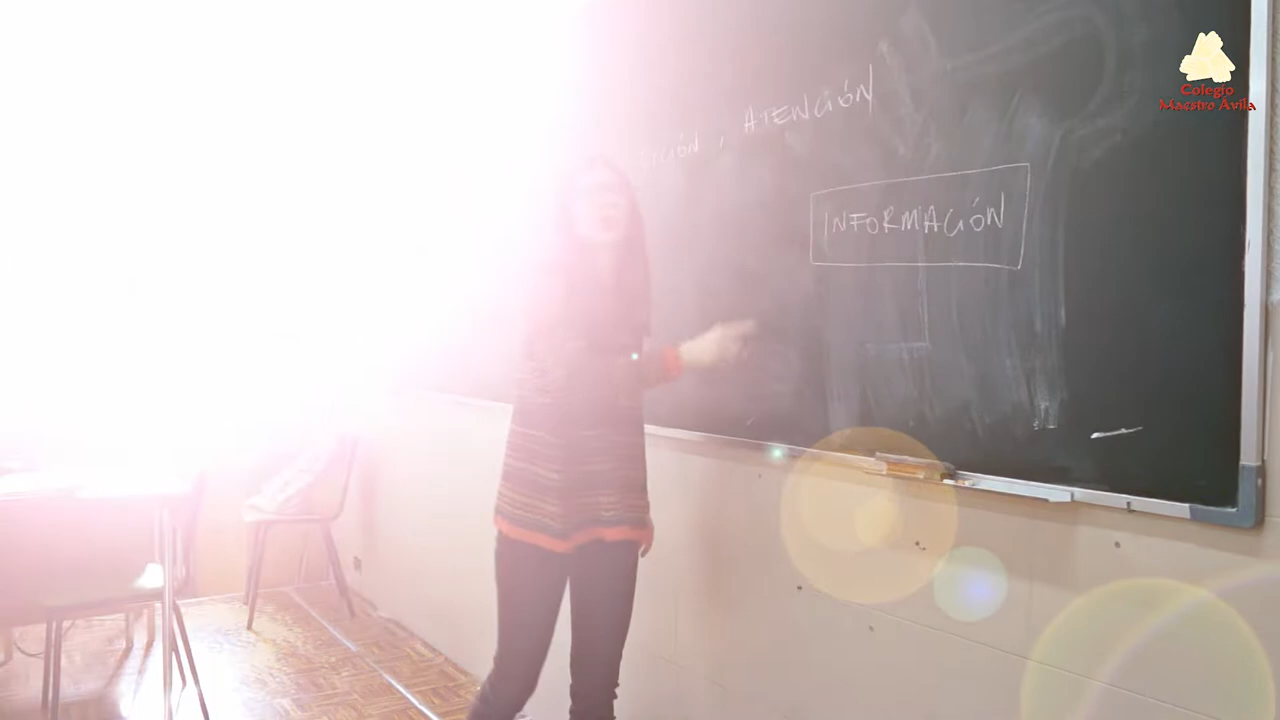 , ATENCIÓN
INFORMACIÓN
Colegio
Maestro Ávila